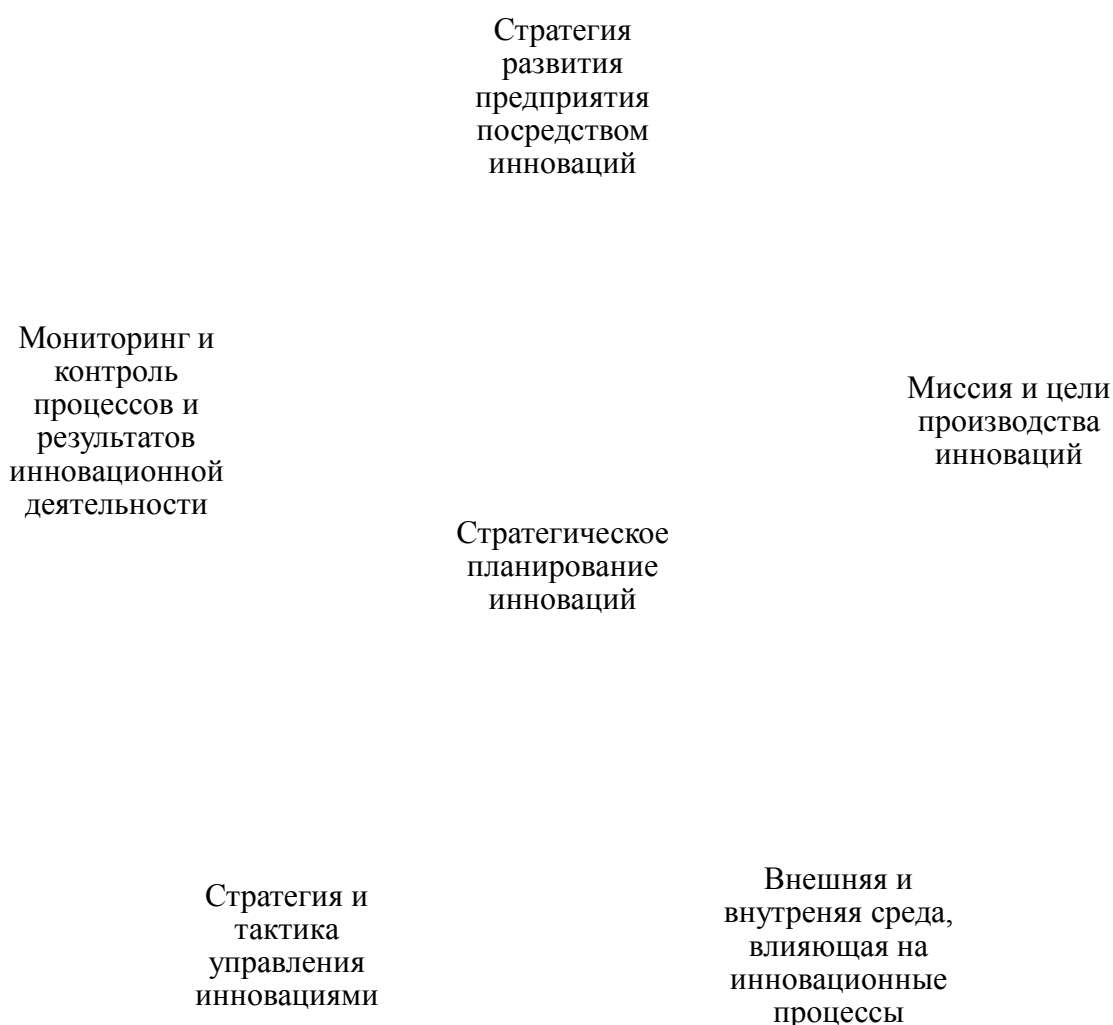 Стратегия
развития
предприятия
посредством
инноваций
Мониторинг и
контроль
процессов и
результатов
инновационной
деятельности
Миссия и цели
производства
инноваций
Стратегическое
планирование
инноваций
Стратегия и
тактика
управления
инновациями
Внешняя и
внутреняя среда,
влияющая на
инновационные
процессы